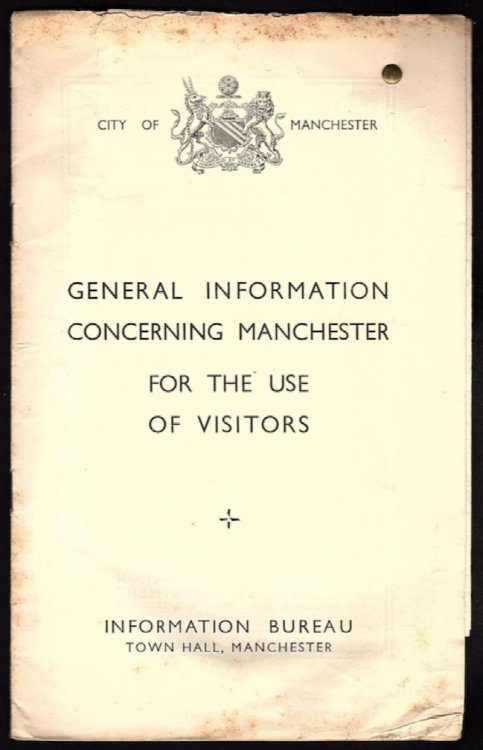 CITY OF MANCHESTER
GENERAL INFORMATION
CONCERNING MANCHESTER
FOR THE USE
OF VISITORS
INFORMATION BUREAU
TOWN HALL, MANCHESTER